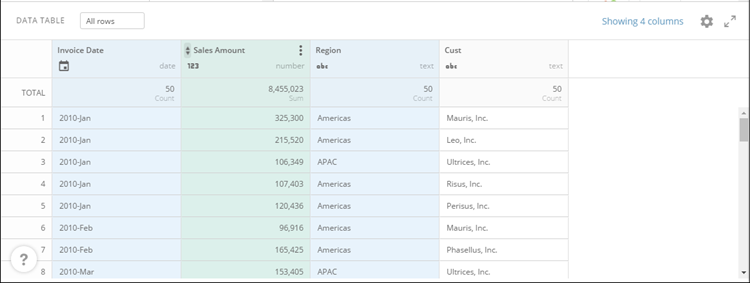 DATA TABLE All rows Showing 4 columns
Invoice Date Sales Amount Region Cust
date 123 number abc text abc text
TOTAL 50 8,455,023 50 50
Count Sum Count Count
1 2010-Jan 325,300 Americas Mauris, Inc.
2 2010-Jan 215,520 Americas Leo, Inc.
3 2010-Jan 106,349 APAC Ultrices, Inc.
4 2010-Jan 107,403 Americas Risus, Inc.
5 2010-Jan 120,436 Americas Perisus, Inc.
6 2010-Feb 96,916 Americas Mauris, Inc.
? 7 2010-Feb 165,425 Americas Phasellus, Inc.
8 2010-Mar 153,405 APAC Ultrices, Inc.